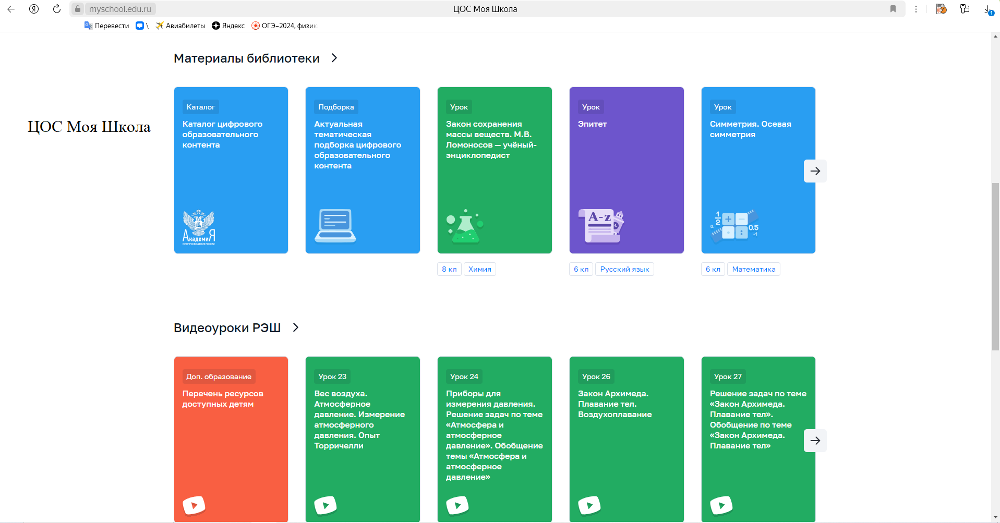 myschool.edu.ru
ЦОС Моя Школа
1
Перевести
\
Авиабилеты
Яндекс
ОГЭ–2024, физик
Материалы библиотеки
ЦОС Моя Школа
Каталог
Каталог цифрового
образовательного
контента
АкадемиЯ
МИНПРОСВЕЩЕНИЯ РОССИИ
Подборка
Актуальная
тематическая
подборка цифрового
образовательного
контента
Урок
Закон сохранения
массы веществ. М.В.
Ломоносов — учёный-
энциклопедист
8 кл
Химия
Урок
Эпитет
A-z
6 кл
Русский язык
Урок
Симметрия. Осевая
симметрия
1/2
0.5
-1
a
6 кл
Математика
Видеоуроки РЭШ
Доп. образование
Перечень ресурсов
доступных детям
Урок 23
Вес воздуха.
Атмосферное
давление. Измерение
атмосферного
давления. Опыт
Торричелли
Урок 24
Приборы для
измерения давления.
Решение задач по теме
«Атмосфера и
атмосферное
давление». Обобщение
темы «Атмосфера и
атмосферное
давление»
Урок 26
Закон Архимеда.
Плавание тел.
Воздухоплавание
Урок 27
Решение задач по теме
«Закон Архимеда.
Плавание тел».
Обобщение по теме
«Закон Архимеда.
Плавание тел»